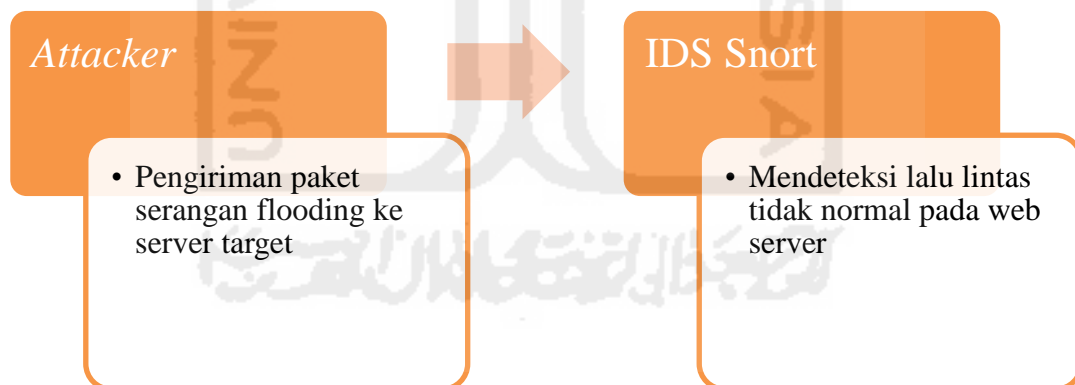 Attacker
• Pengiriman paket
serangan flooding ke
server target
IDS Snort
• Mendeteksi lalu lintas
tidak normal pada web
server